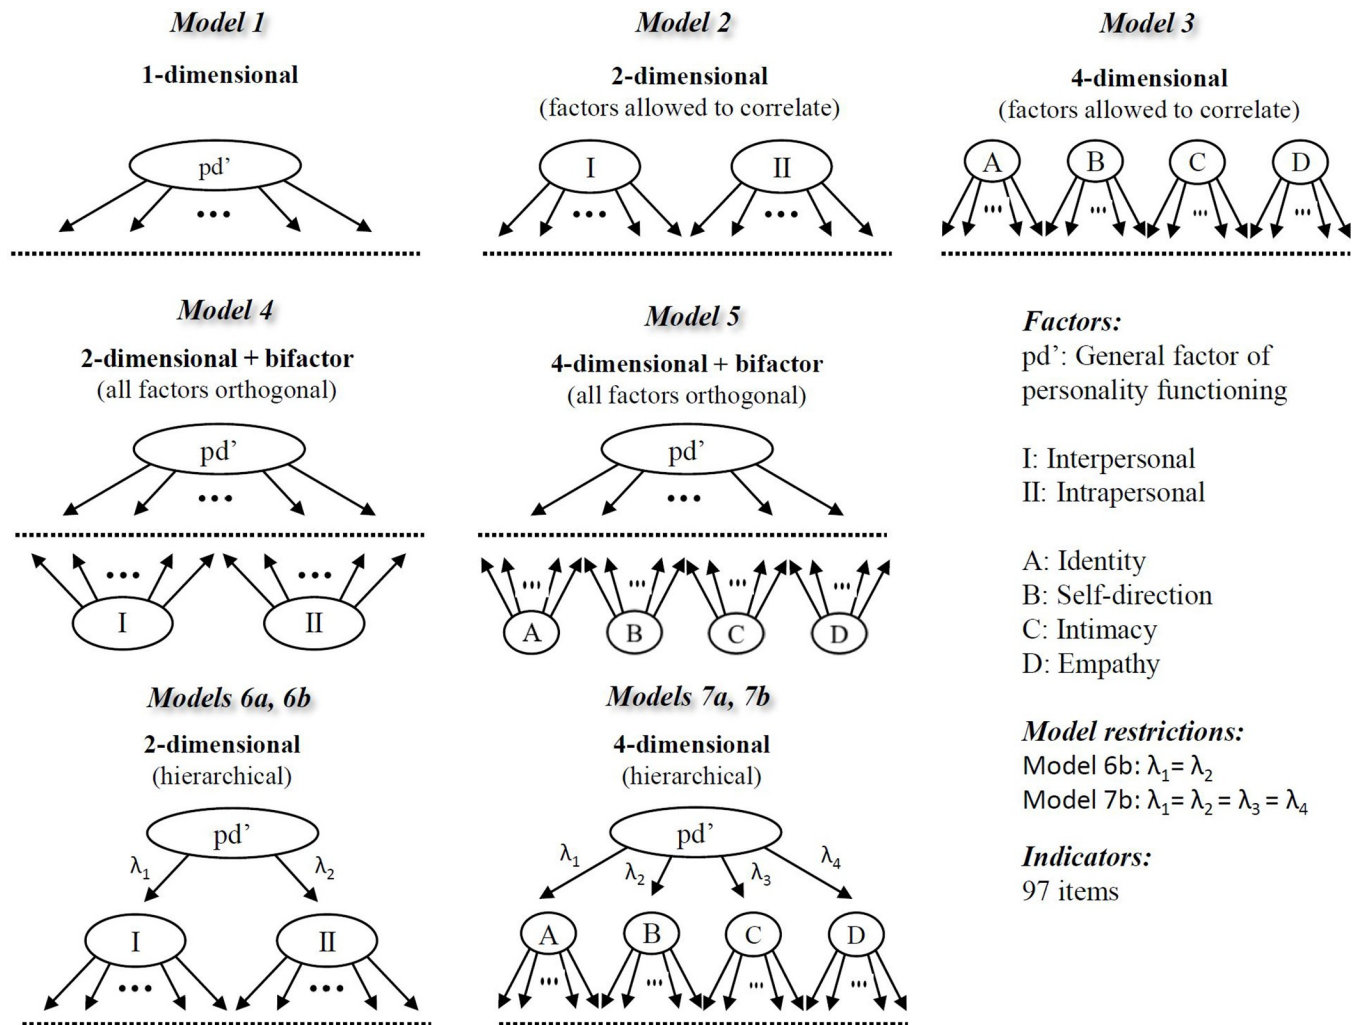 Model 1
1-dimensional
pd’
•••
Model 2
2-dimensional
(factors allowed to correlate)
I
II
•••
•••
Model 3
4-dimensional
(factors allowed to correlate)
A
B
C
D
Model 4
2-dimensional + bifactor
(all factors orthogonal)
pd’
•••
•••
•••
I
II
Model 5
4-dimensional + bifactor
(all factors orthogonal)
pd’
•••
A
B
C
D
Factors:
pd’: General factor of
personality functioning
I: Interpersonal
II: Intrapersonal
A: Identity
B: Self-direction
C: Intimacy
D: Empathy
Models 6a, 6b
2-dimensional
(hierarchical)
pd’
λ₁
λ₂
I
II
•••
•••
Models 7a, 7b
4-dimensional
(hierarchical)
pd’
λ₁
λ₂
λ₃
λ₄
A
B
C
D
Model restrictions:
Model 6b: λ₁= λ₂
Model 7b: λ₁= λ₂ = λ₃ = λ₄
Indicators:
97 items